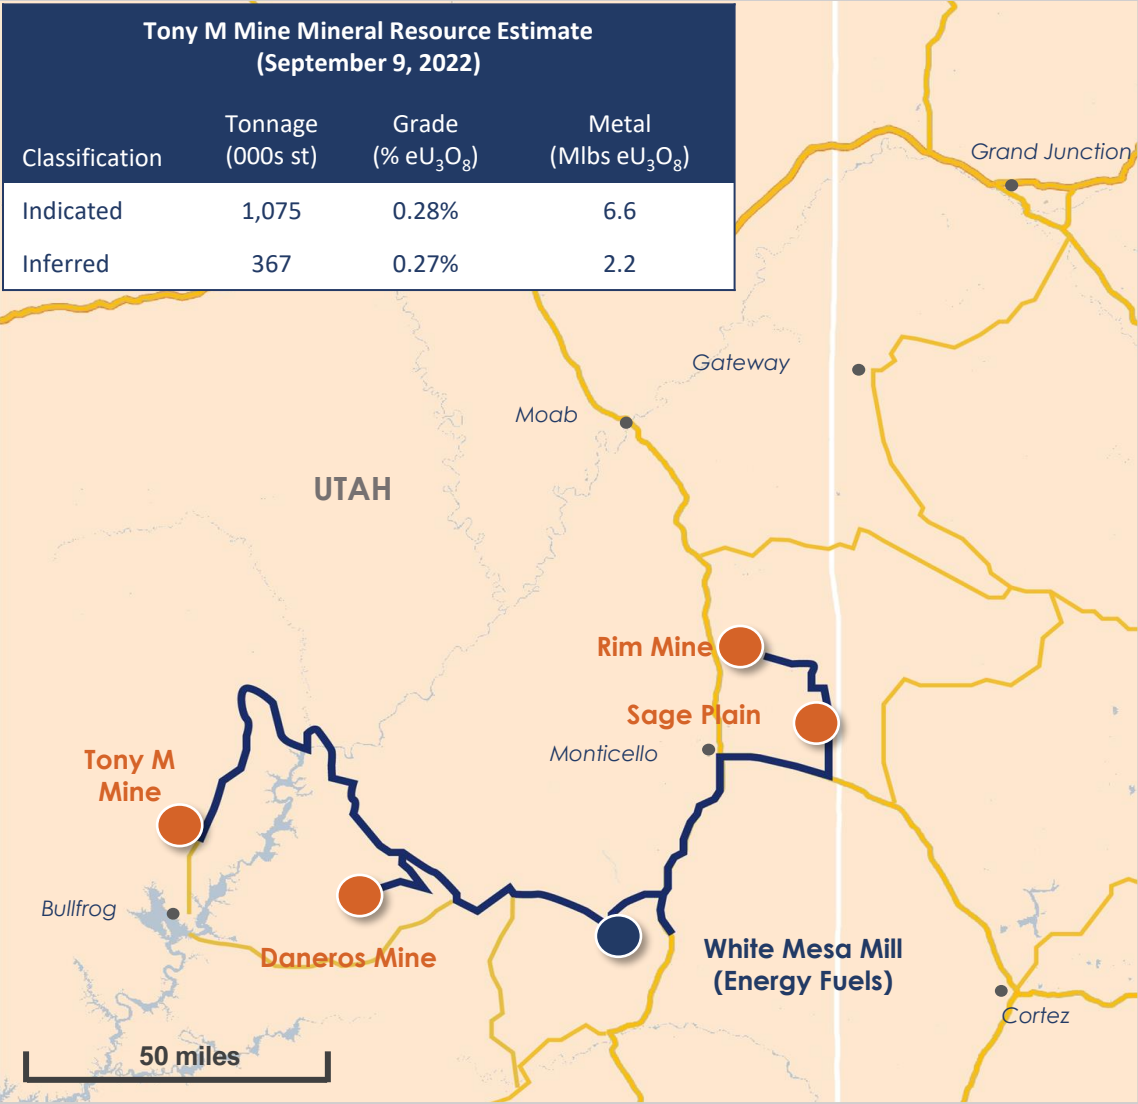 Tony M Mine Mineral Resource Estimate
(September 9, 2022)
Classification Tonnage (000s st) Grade (% eU₃O₈) Metal (Mlbs eU₃O₈)
Indicated 1,075 0.28% 6.6
Inferred 367 0.27% 2.2
Grand Junction
Gateway
Moab
UTAH
Rim Mine
Sage Plain
Monticello
Tony M
Mine
Bullfrog
Daneros Mine
White Mesa Mill
(Energy Fuels)
Cortez
50 miles